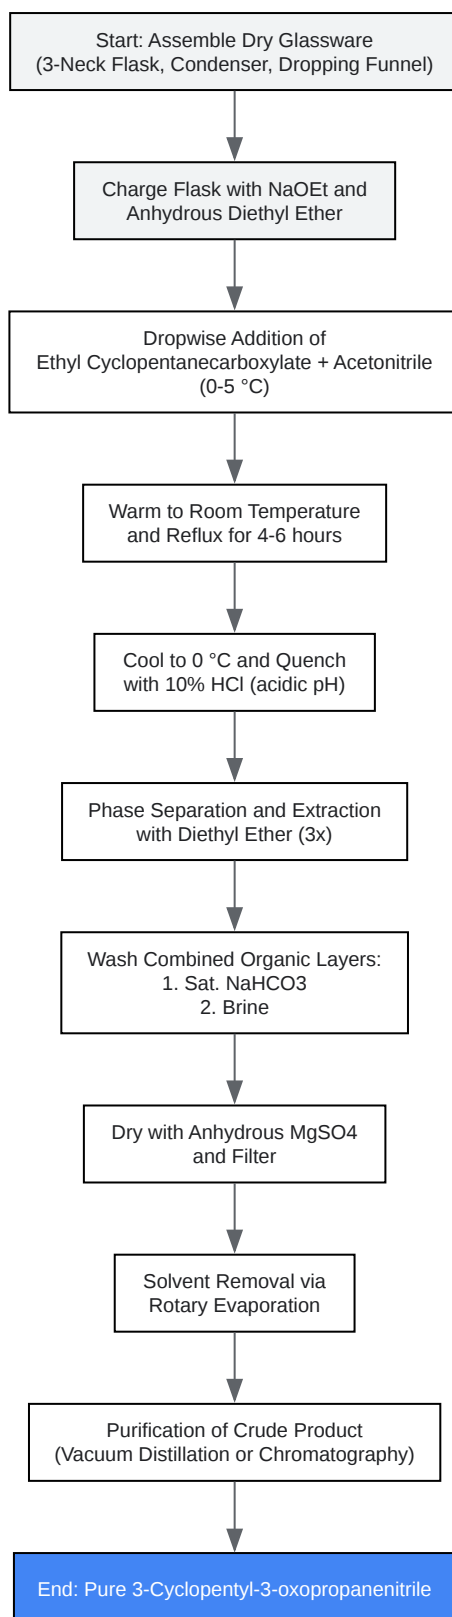 Start: Assemble Dry Glassware
(3-Neck Flask, Condenser, Dropping Funnel)
Charge Flask with NaOEt and
Anhydrous Diethyl Ether
Dropwise Addition of
Ethyl Cyclopentanecarboxylate + Acetonitrile
(0-5 °C)
Warm to Room Temperature
and Reflux for 4-6 hours
Cool to 0 °C and Quench
with 10% HCl (acidic pH)
Phase Separation and Extraction
with Diethyl Ether (3x)
Wash Combined Organic Layers:
1. Sat. NaHCO3
2. Brine
Dry with Anhydrous MgSO4
and Filter
Solvent Removal via
Rotary Evaporation
Purification of Crude Product
(Vacuum Distillation or Chromatography)
End: Pure 3-Cyclopentyl-3-oxopropanenitrile